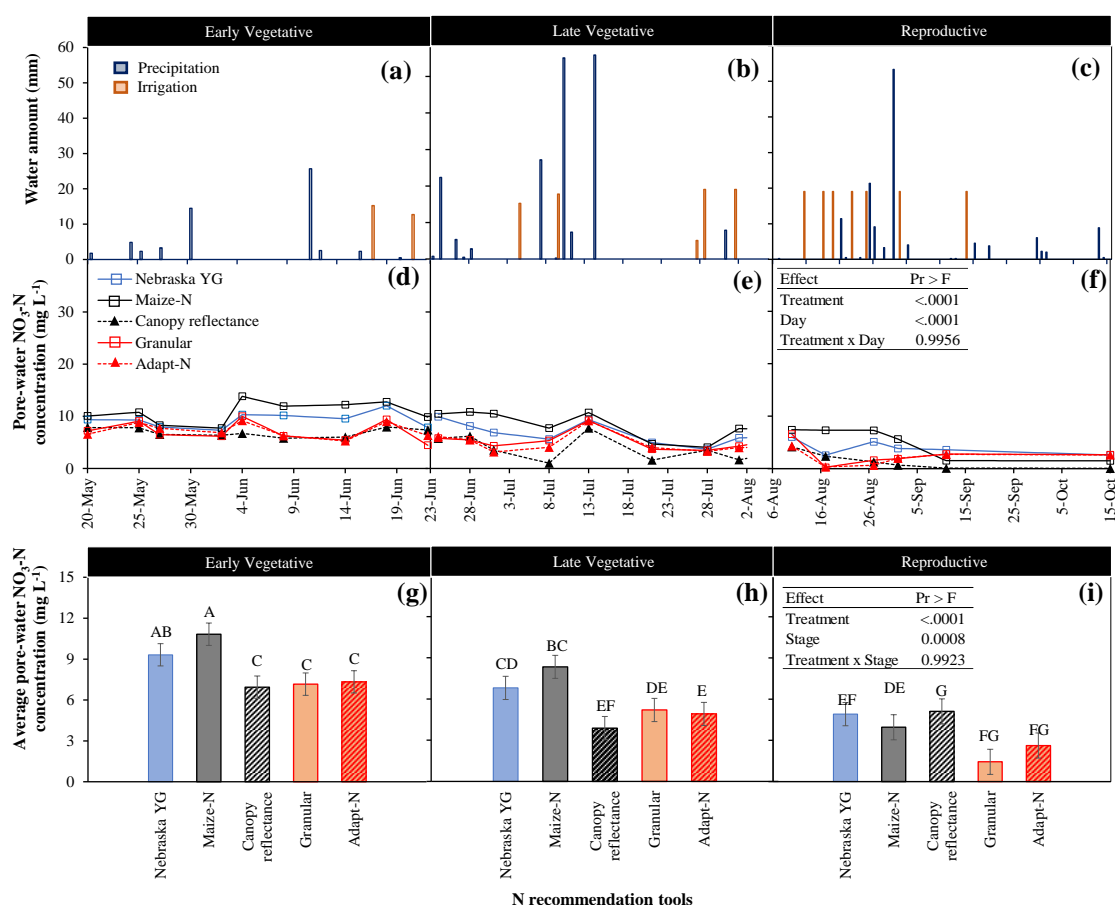 Early Vegetative
Late Vegetative
Reproductive
Water amount (mm)
60
50
40
30
20
10
0
Precipitation
Irrigation
(a)
(b)
(c)
Pore-water NO3-N
concentration (mg L-1)
30
20
10
0
Nebraska YG
Maize-N
Canopy reflectance
Granular
Adapt-N
(d)
(e)
Effect Pr > F
Treatment <.0001
Day <.0001
Treatment x Day 0.9956
(f)
20-May 25-May 30-May 4-Jun 9-Jun 14-Jun 19-Jun 23-Jun 28-Jun 3-Jul 8-Jul 13-Jul 18-Jul 23-Jul 28-Jul 2-Aug 6-Aug 16-Aug 26-Aug 5-Sep 15-Sep 25-Sep 5-Oct 15-Oct
Early Vegetative
Late Vegetative
Reproductive
Average pore-water NO3-N
concentration (mg L-1)
15
12
9
6
3
0
AB
A
C
C
C
(g)
CD
BC
EF
DE
E
(h)
Effect Pr > F
Treatment <.0001
Stage 0.0008
Treatment x Stage 0.9923
(i)
EF
DE
G
FG
FG
Nebraska YG
Maize-N
Canopy
reflectance
Granular
Adapt-N
Nebraska YG
Maize-N
Canopy
reflectance
Granular
Adapt-N
Nebraska YG
Maize-N
Canopy
reflectance
Granular
Adapt-N
N recommendation tools